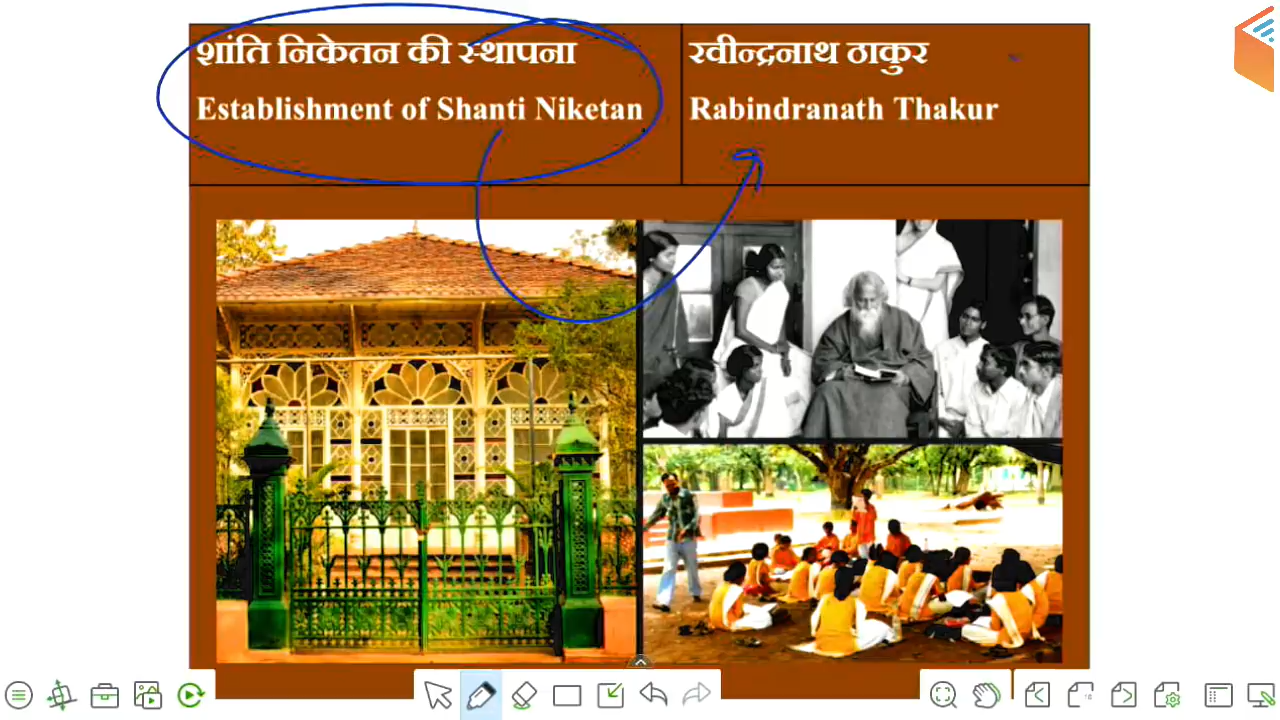 शांति निकेतन की स्थापना
Establishment of Shanti Niketan
रवीन्द्रनाथ ठाकुर
Rabindranath Thakur